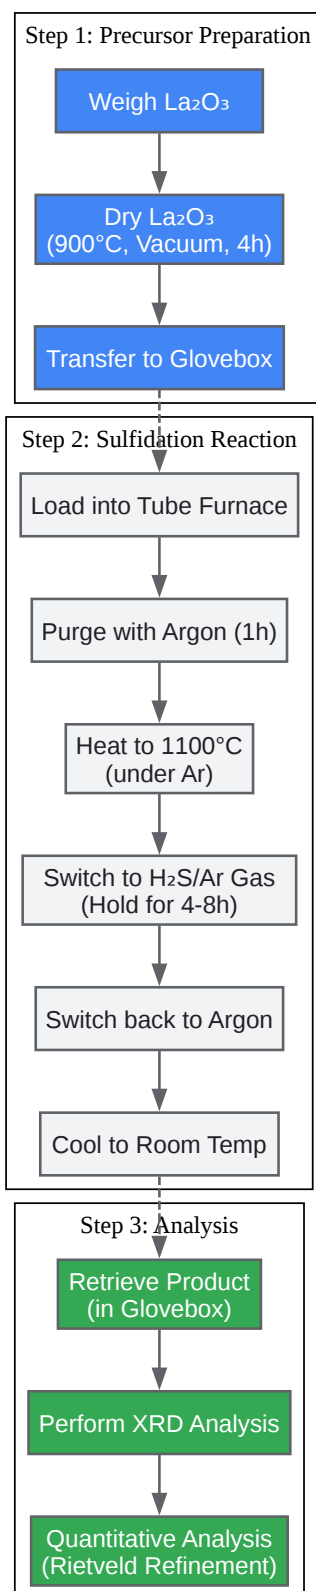 Step 1: Precursor Preparation
Weigh La₂O₃
Dry La₂O₃
(900°C, Vacuum, 4h)
Transfer to Glovebox
Step 2: Sulfidation Reaction
Load into Tube Furnace
Purge with Argon (1h)
Heat to 1100°C
(under Ar)
Switch to H₂S/Ar Gas
(Hold for 4-8h)
Switch back to Argon
Cool to Room Temp
Step 3: Analysis
Retrieve Product
(in Glovebox)
Perform XRD Analysis
Quantitative Analysis
(Rietveld Refinement)